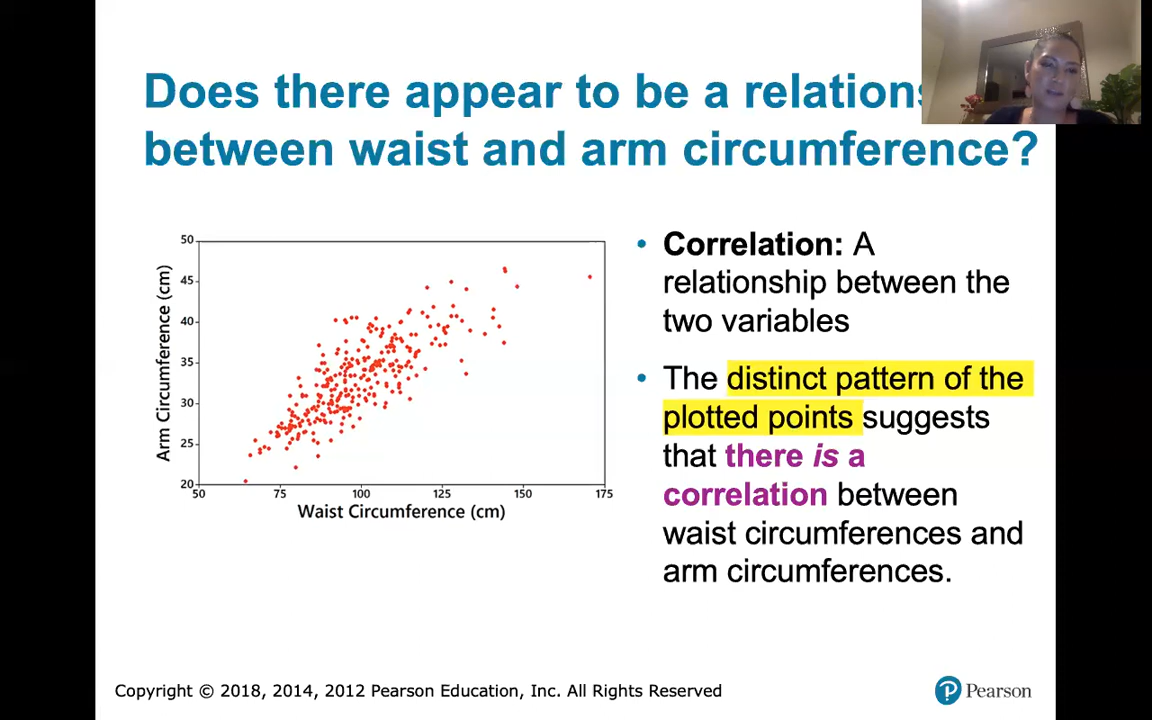 Does there appear to be a relations
between waist and arm circumference?
50
45
40
35
30
25
20
Arm Circumference (cm)
50 75 100 125 150 175
Waist Circumference (cm)
• Correlation: A
relationship between the
two variables
• The distinct pattern of the
plotted points suggests
that there is a
correlation between
waist circumferences and
arm circumferences.
Copyright © 2018, 2014, 2012 Pearson Education, Inc. All Rights Reserved
P Pearson